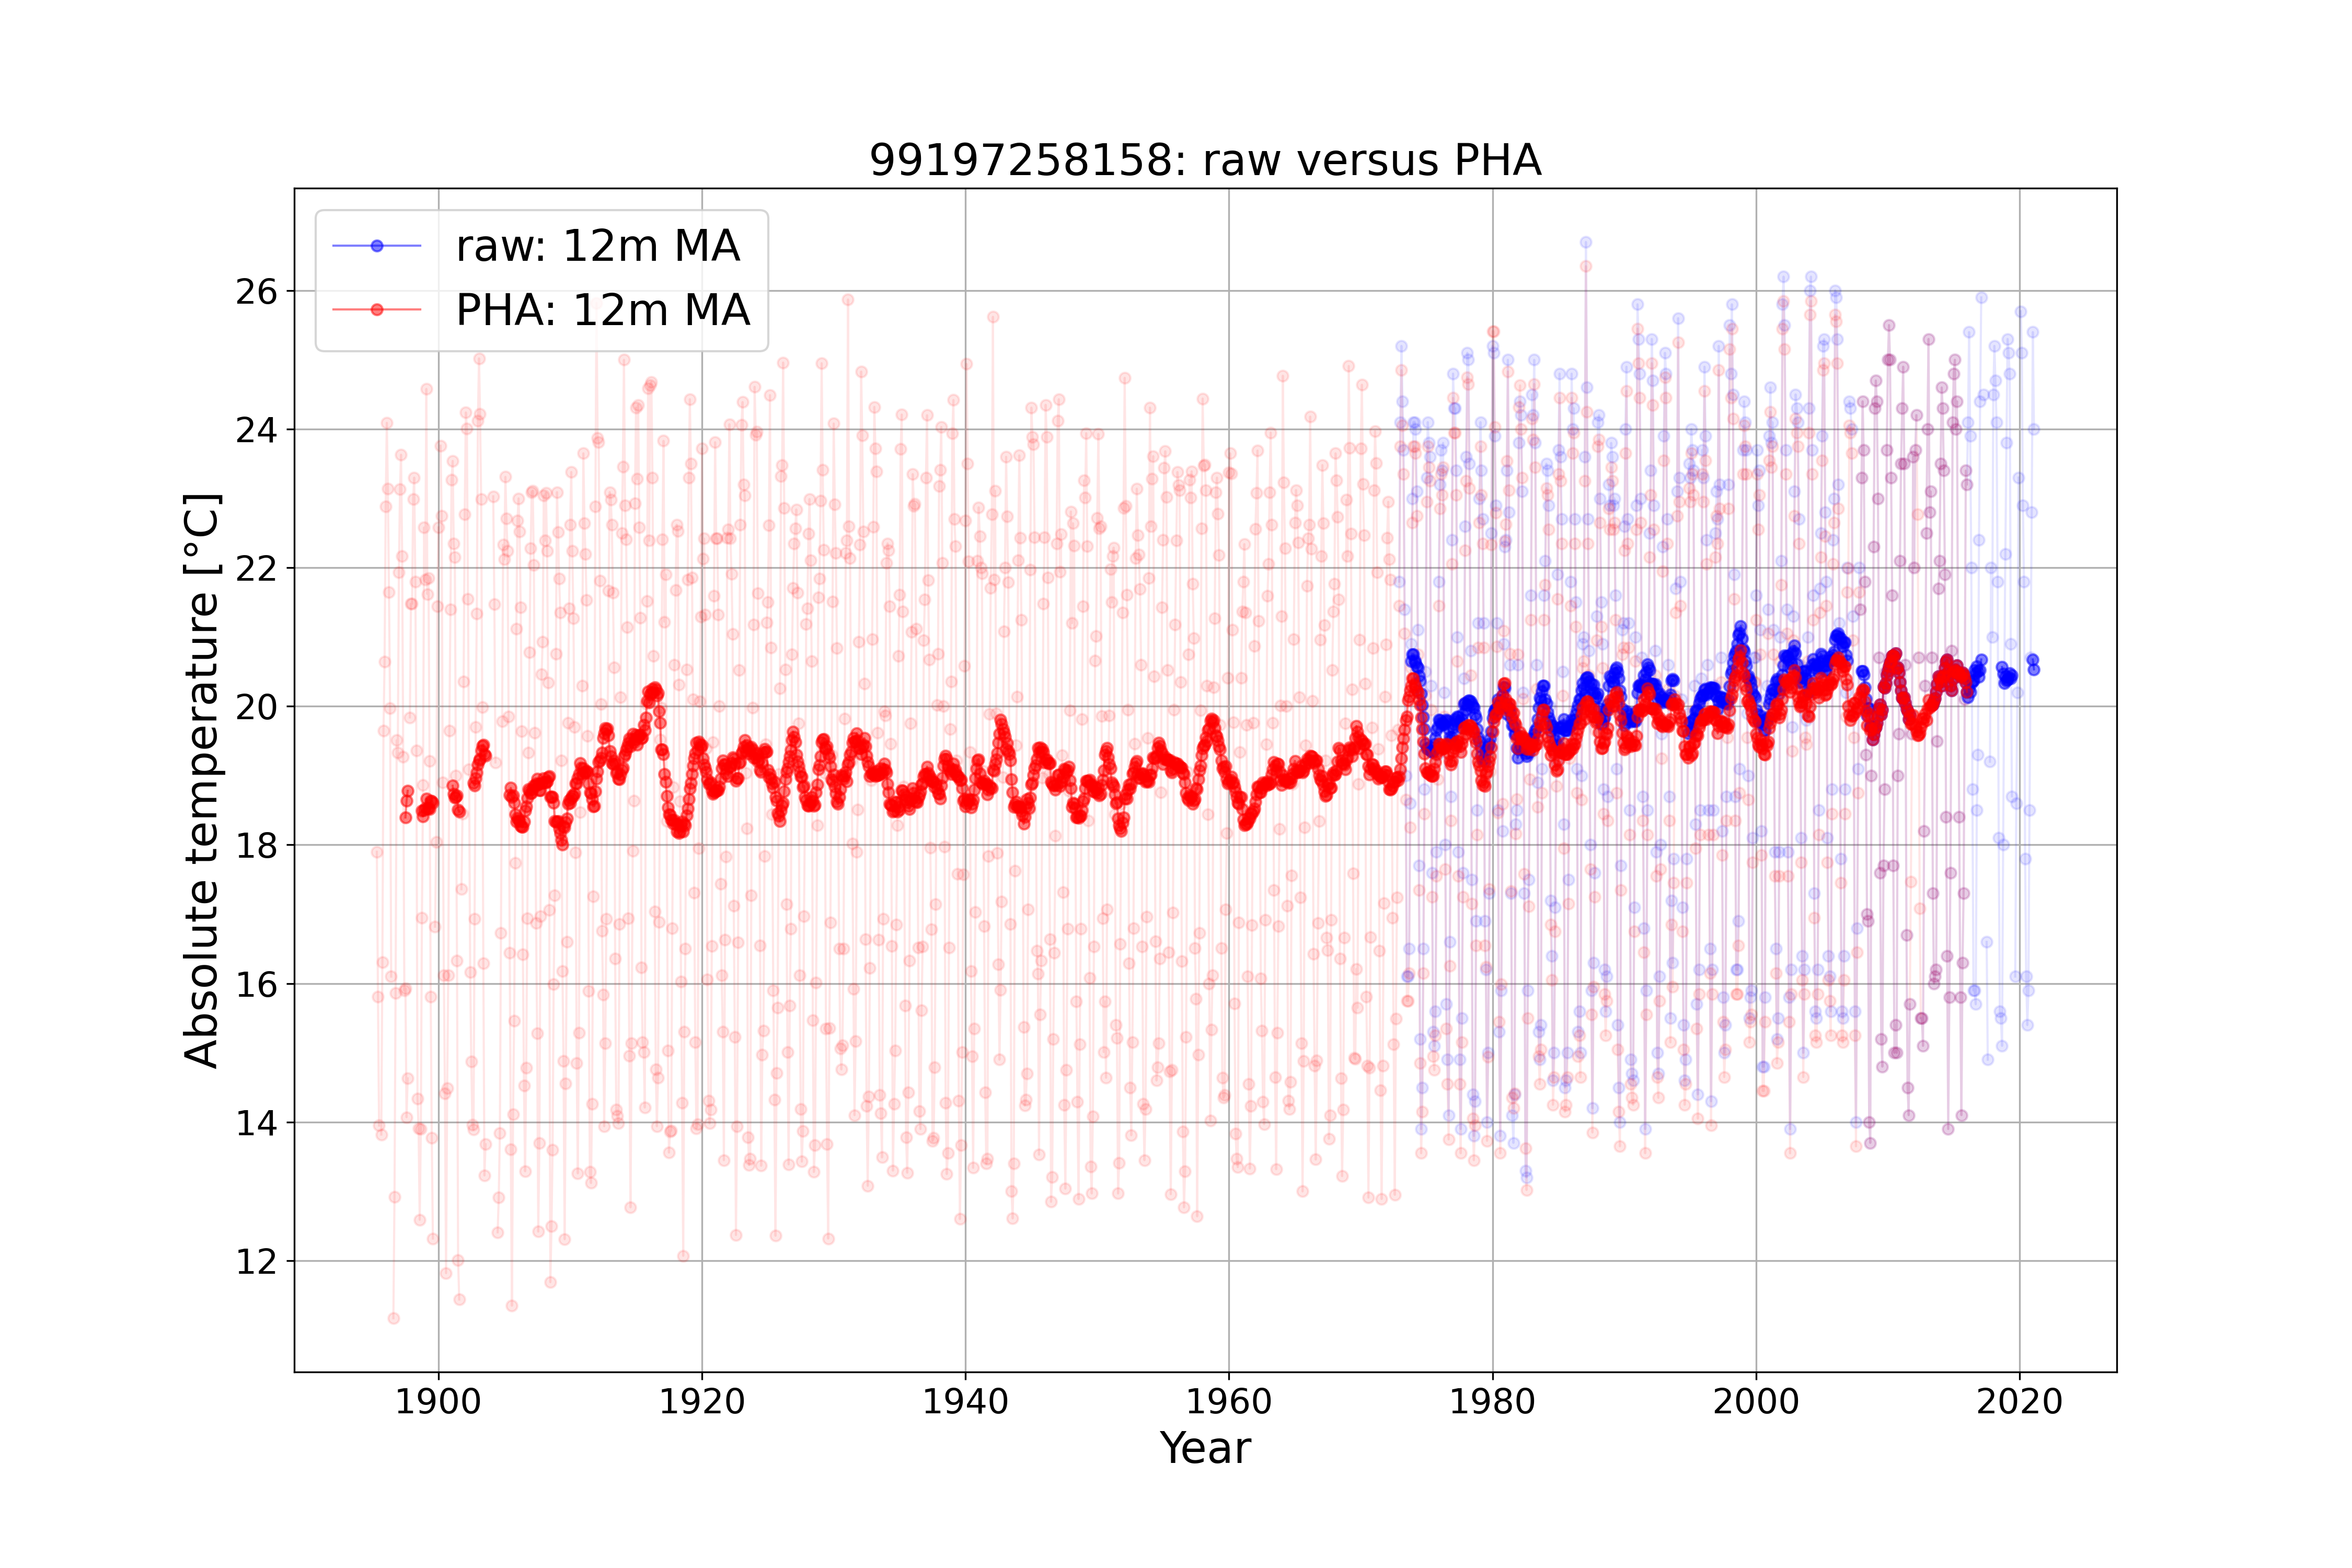 99197258158: raw versus PHA
raw: 12m MA
PHA: 12m MA
Absolute temperature [°C]
26
24
22
20
18
16
14
12
1900 1920 1940 1960 1980 2000 2020
Year